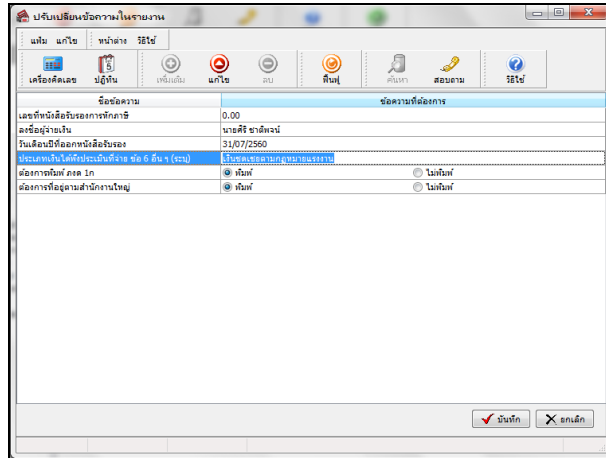 ปรับเปลี่ยนข้อความในรายงาน
แฟ้ม แก้ไข หน้าต่าง วิธีใช้
เครื่องคิดเลข ปฏิทิน เพิ่มเติม แก้ไข ลบ ฟื้นฟู ค้นหา สอบถาม วิธีใช้
ชื่อข้อความ ข้อความที่ต้องการ
เลขที่หนังสือรับรองการหักภาษี 0.00
ลงชื่อผู้จ่ายเงิน นายศิริ ชาติพจน์
วันเดือนปีที่ออกหนังสือรับรอง 31/07/2560
ประเภทเงินได้พึงประเมินที่จ่าย ข้อ 6 อื่น ๆ (ระบุ) เงินชดเชยตามกฎหมายแรงงาน
ต้องการพิมพ์ ภงด 1ก พิมพ์ ไม่พิมพ์
ต้องการที่อยู่ตามสำนักงานใหญ่ พิมพ์ ไม่พิมพ์
บันทึก ยกเลิก